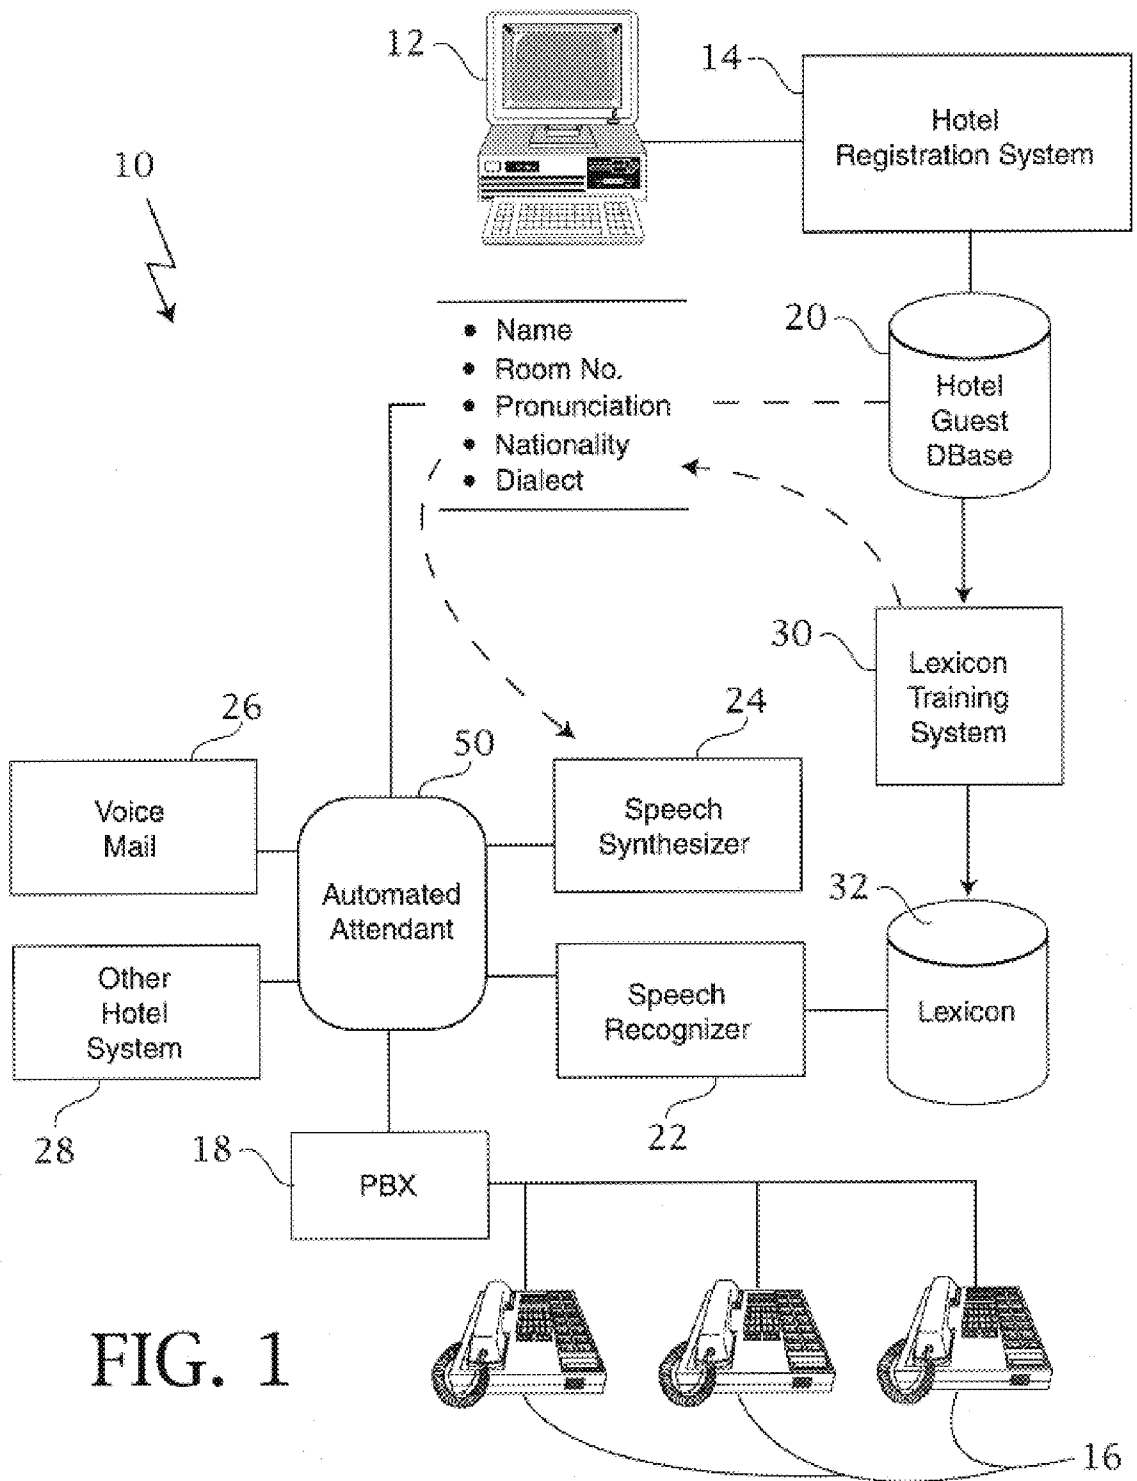 12
14
Hotel
Registration System
10
20
Hotel
Guest
DBase
• Name
• Room No.
• Pronunciation
• Nationality
• Dialect
30
Lexicon
Training
System
26
Voice
Mail
50
Automated
Attendant
24
Speech
Synthesizer
32
Lexicon
Other
Hotel
System
28
Speech
Recognizer
22
18
PBX
FIG. 1
16